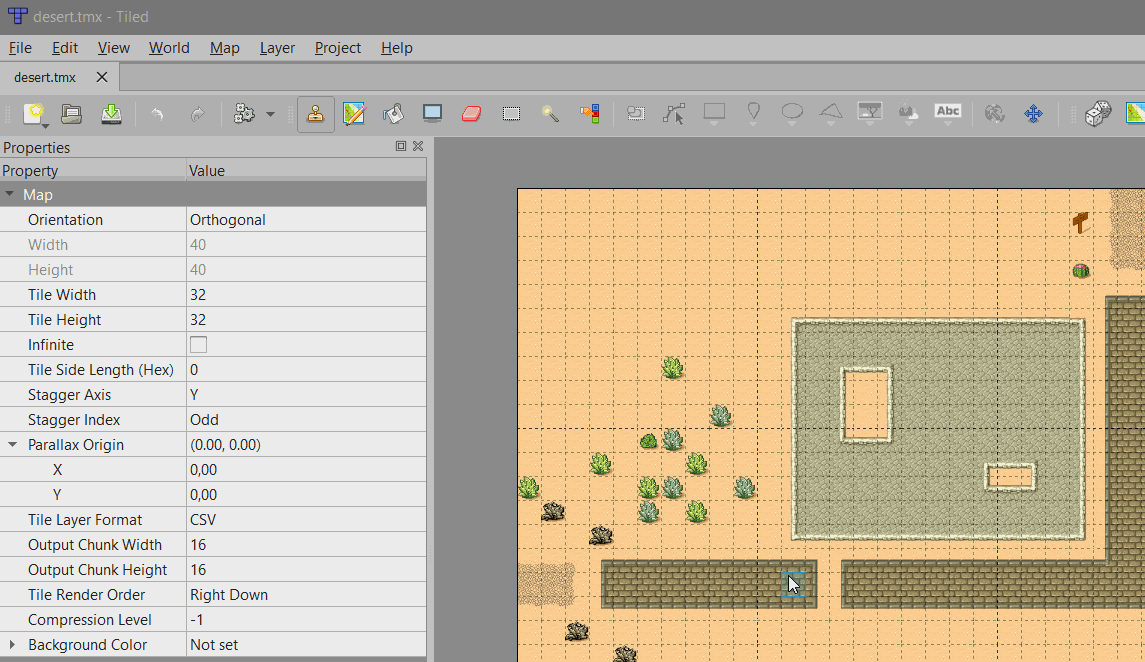 desert.tmx - Tiled
File Edit View World Map Layer Project Help
desert.tmx
Abc
Properties
Property Value
Map
Orientation Orthogonal
Width 40
Height 40
Tile Width 32
Tile Height 32
Infinite
Tile Side Length (Hex) 0
Stagger Axis Y
Stagger Index Odd
Parallax Origin (0.00, 0.00)
X 0,00
Y 0,00
Tile Layer Format CSV
Output Chunk Width 16
Output Chunk Height 16
Tile Render Order Right Down
Compression Level -1
Background Color Not set